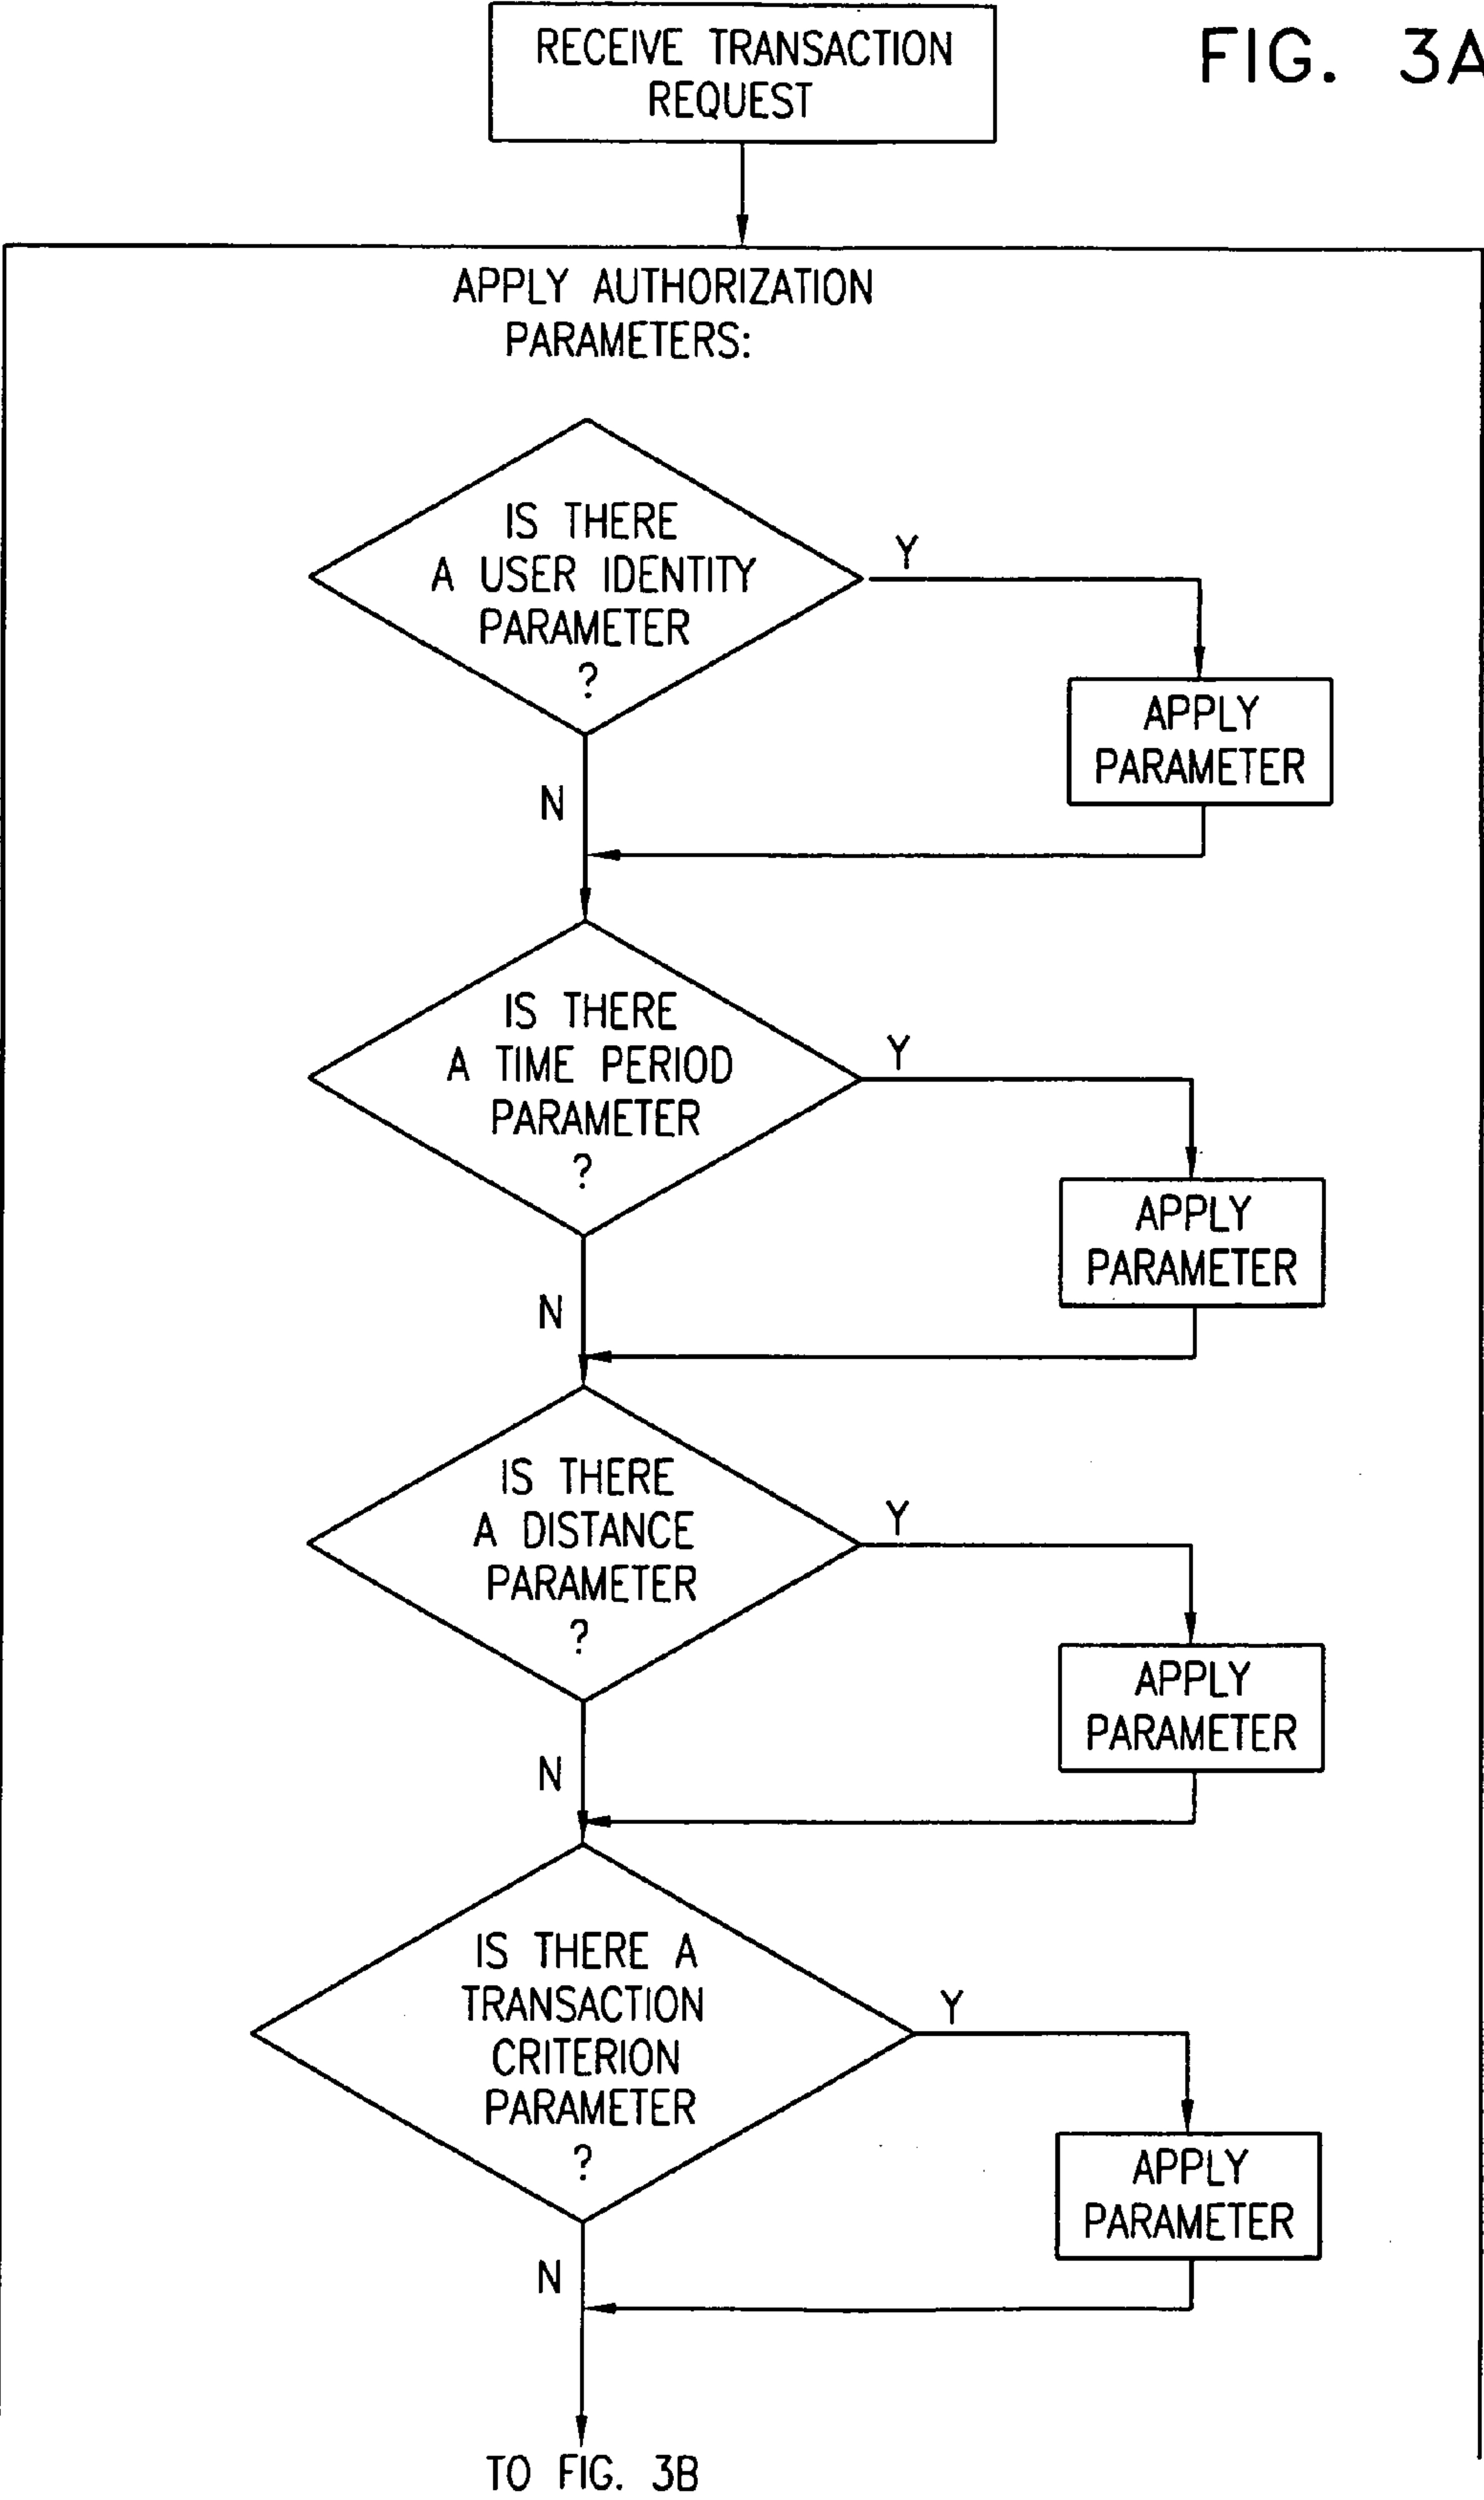 RECEIVE TRANSACTION
REQUEST
FIG. 3A
APPLY AUTHORIZATION
PARAMETERS:
IS THERE
A USER IDENTITY
PARAMETER
?
Y
APPLY
PARAMETER
N
IS THERE
A TIME PERIOD
PARAMETER
?
Y
APPLY
PARAMETER
N
IS THERE
A DISTANCE
PARAMETER
?
Y
APPLY
PARAMETER
N
IS THERE A
TRANSACTION
CRITERION
PARAMETER
?
Y
APPLY
PARAMETER
N
TO FIG. 3B